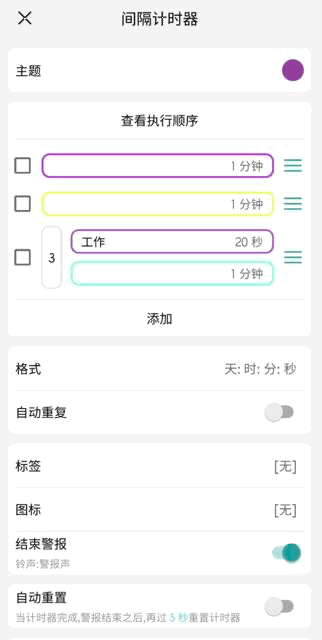 间隔计时器
主题
查看执行顺序
1 分钟
1 分钟
3
工作 20 秒
1 分钟
添加
格式 天: 时: 分: 秒
自动重复
标签 [无]
图标 [无]
结束警报
铃声:警报声
自动重置
当计时器完成,警报结束之后,再过 5 秒重置计时器